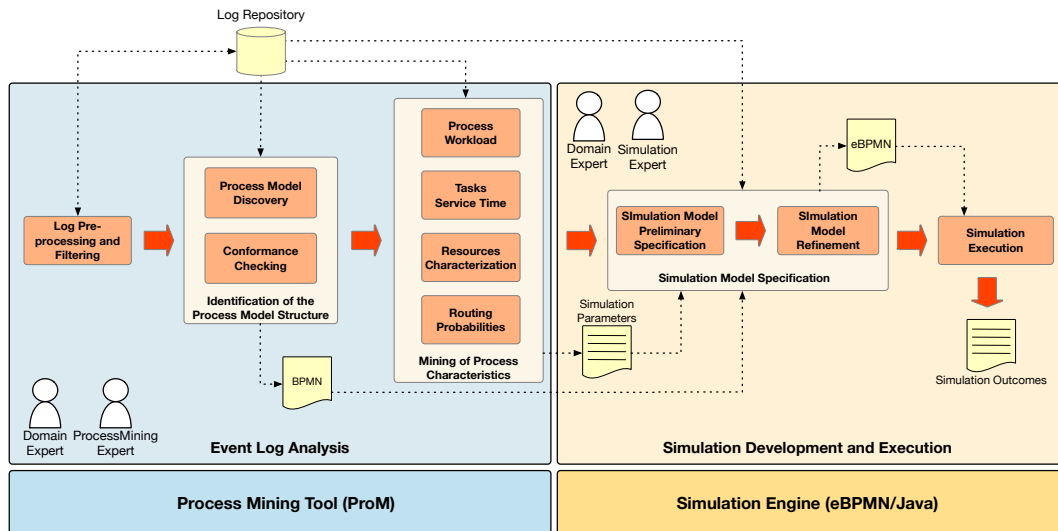 Log Repository
Process
Workload
Domain
Expert
Simulation
Expert
eBPMN
Process Model
Discovery
Tasks
Service Time
Log Pre-
processing and
Filtering
Conformance
Checking
Resources
Characterization
SImulation Model
Preliminary
Specification
SImulation
Model
Refinement
Simulation
Execution
Simulation Model Specification
Identification of the
Process Model Structure
Routing
Probabilities
Simulation
Parameters
Mining of Process
Characteristics
BPMN
Simulation Outcomes
Domain
Expert
ProcessMining
Expert
Event Log Analysis
Simulation Development and Execution
Process Mining Tool (ProM)
Simulation Engine (eBPMN/Java)